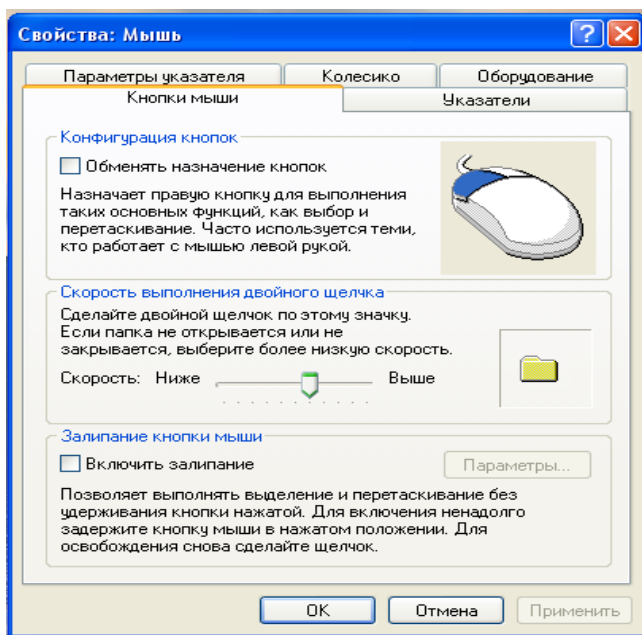 Свойства: Мышь
Параметры указателя Колесико Оборудование
Кнопки мыши Указатели
Конфигурация кнопок
Обменять назначение кнопок
Назначает правую кнопку для выполнения
таких основных функций, как выбор и
перетаскивание. Часто используется теми,
кто работает с мышью левой рукой.
Скорость выполнения двойного щелчка
Сделайте двойной щелчок по этому значку.
Если папка не открывается или не
закрывается, выберите более низкую скорость.
Скорость: Ниже Выше
Залипание кнопки мыши
Включить залипание Параметры...
Позволяет выполнять выделение и перетаскивание без
удерживания кнопки нажатой. Для включения ненадолго
задержите кнопку мыши в нажатом положении. Для
освобождения снова сделайте щелчок.
ОК Отмена Применить